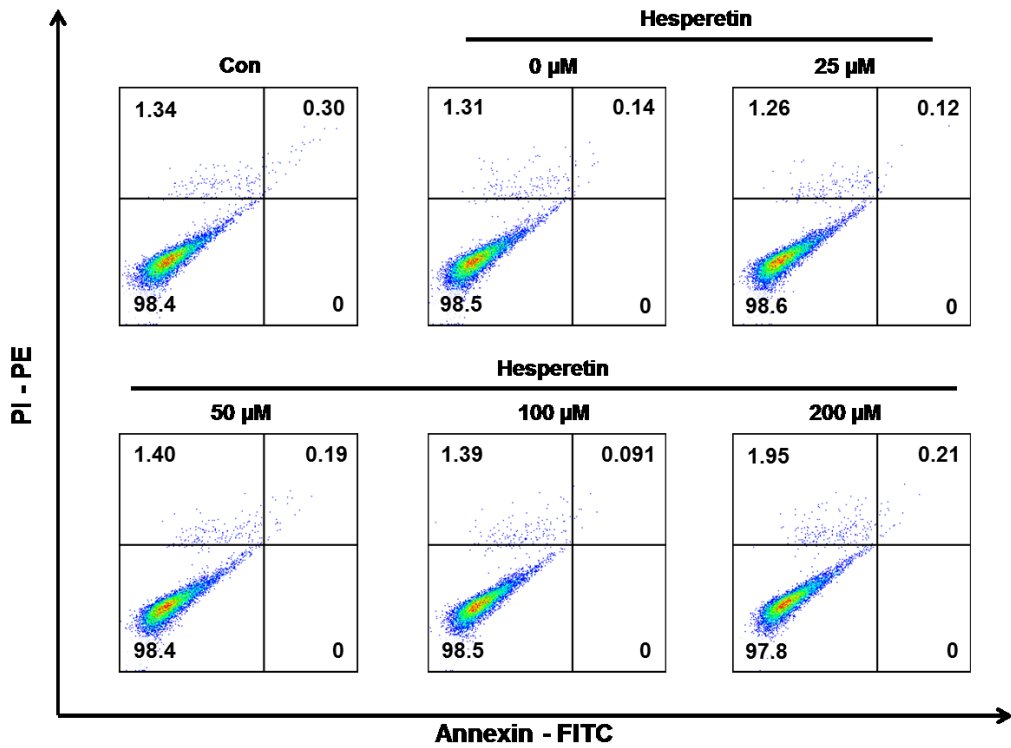 Hesperetin
Con 0 µM 25 µM
1.34 0.30 1.31 0.14 1.26 0.12
98.4 0 98.5 0 98.6 0
Hesperetin
50 µM 100 µM 200 µM
1.40 0.19 1.39 0.091 1.95 0.21
98.4 0 98.5 0 97.8 0
PI - PE
Annexin - FITC